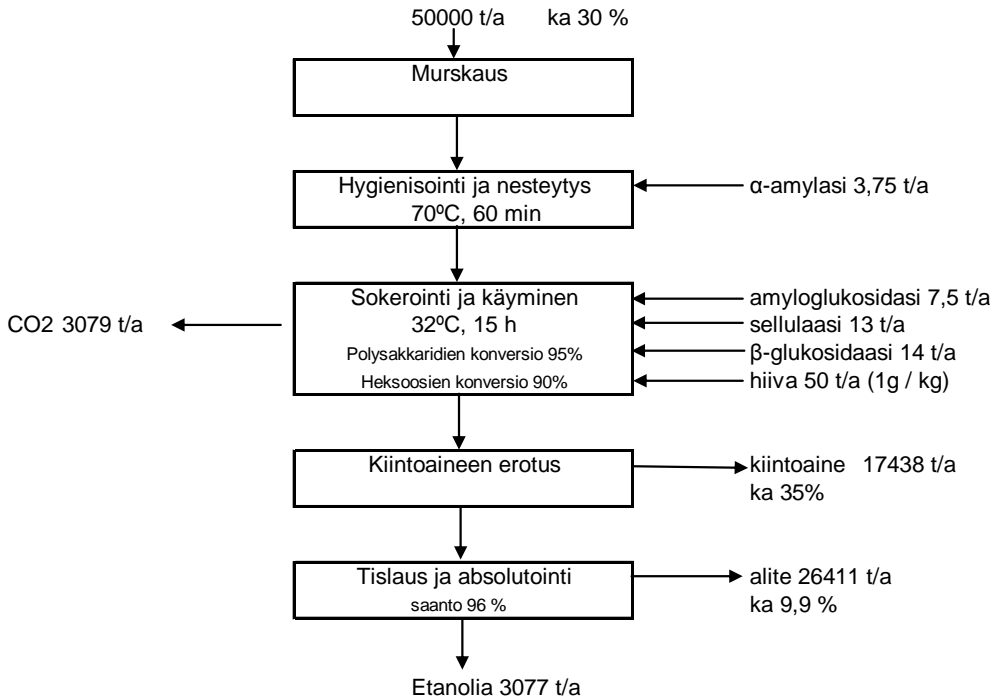 50000 t/a ka 30 %
Murskaus
Hygienisointi ja nesteytys
70ºC, 60 min
α-amylasi 3,75 t/a
Sokerointi ja käyminen
32ºC, 15 h
Polysakkaridien konversio 95%
Heksoosien konversio 90%
CO2 3079 t/a
amyloglukosidasi 7,5 t/a
sellulaasi 13 t/a
β-glukosidaasi 14 t/a
hiiva 50 t/a (1g / kg)
Kiintoaineen erotus
kiintoaine 17438 t/a
ka 35%
Tislaus ja absolutointi
saanto 96 %
alite 26411 t/a
ka 9,9 %
Etanolia 3077 t/a